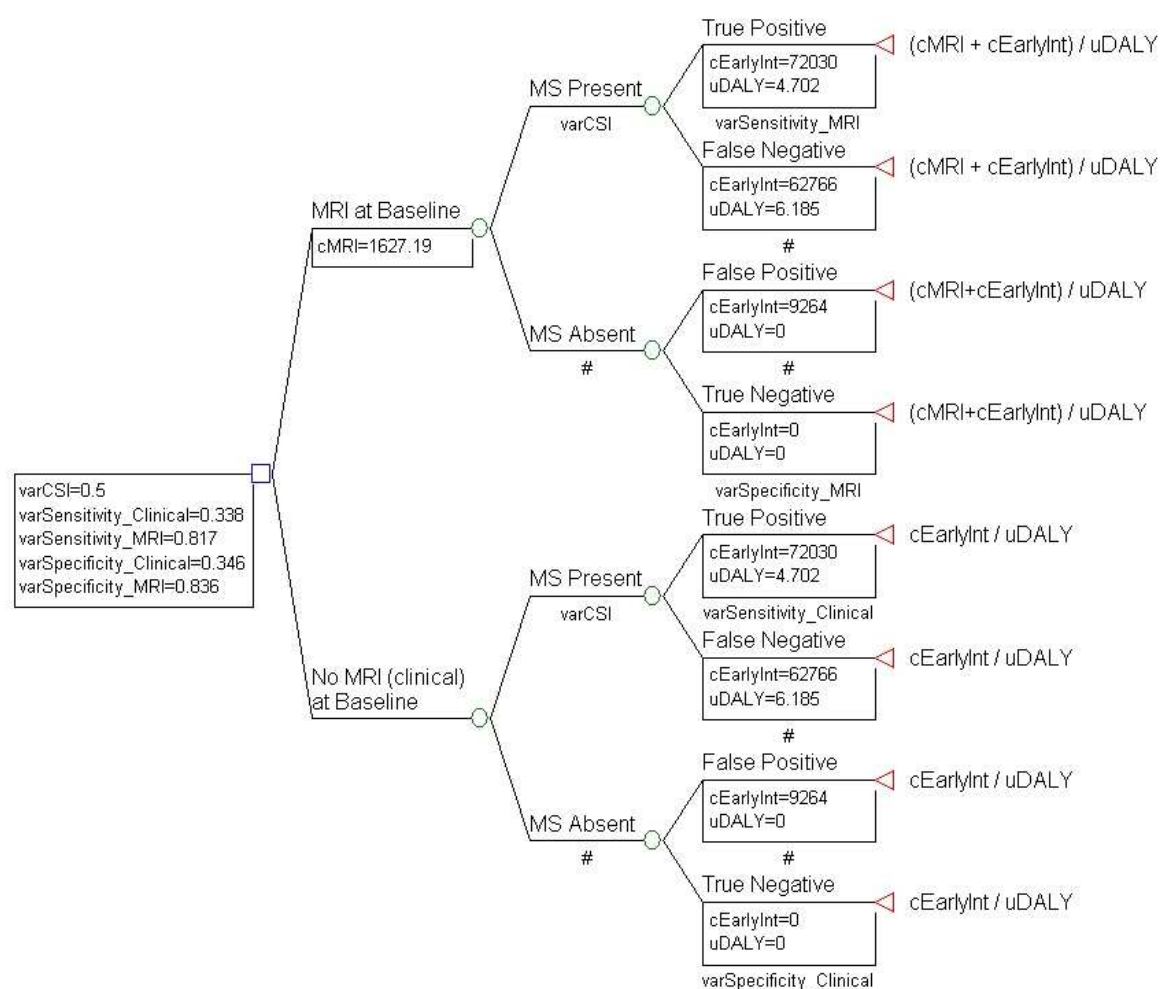 True Positive
(cMRI + cEarlyInt) / uDALY
cEarlyInt=72030
uDALY=4.702
MS Present
varCSI
varSensitivity_MRI
False Negative
(cMRI + cEarlyInt) / uDALY
cEarlyInt=62766
uDALY=6.185
#
MRI at Baseline
cMRI=1627.19
False Positive
(cMRI+cEarlyInt) / uDALY
cEarlyInt=9264
uDALY=0
MS Absent
#
#
True Negative
(cMRI+cEarlyInt) / uDALY
cEarlyInt=0
uDALY=0
varSpecificity_MRI
varCSI=0.5
varSensitivity_Clinical=0.338
varSensitivity_MRI=0.817
varSpecificity_Clinical=0.346
varSpecificity_MRI=0.836
True Positive
cEarlyInt / uDALY
cEarlyInt=72030
uDALY=4.702
MS Present
varCSI
varSensitivity_Clinical
False Negative
cEarlyInt / uDALY
cEarlyInt=62766
uDALY=6.185
#
No MRI (clinical)
at Baseline
False Positive
cEarlyInt / uDALY
cEarlyInt=9264
uDALY=0
MS Absent
#
#
True Negative
cEarlyInt / uDALY
cEarlyInt=0
uDALY=0
varSpecificity_Clinical